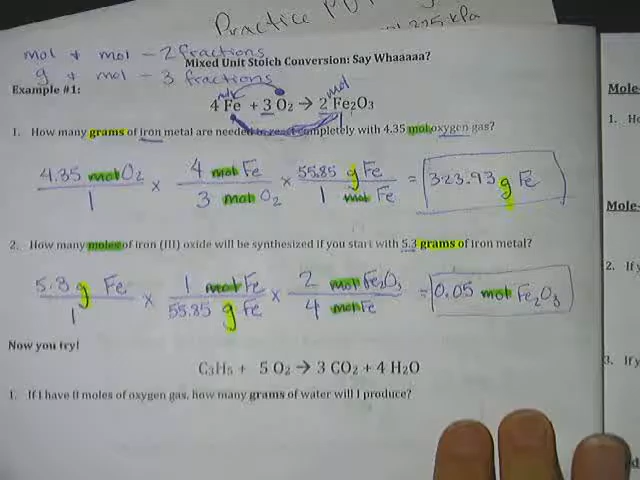 Practice
kPa
mol & mol - 2 fractions
Mixed Unit Stoich Conversion: Say Whaaaaa?
g & mol - 3 fractions
Example #1:
mol
4 Fe + 3 O₂ → 2 Fe₂O₃
1. How many grams of iron metal are needed to react completely with 4.35 mol oxygen gas?
4.35 mol O₂ / 1 × 4 mol Fe / 3 mol O₂ × 55.85 g Fe / 1 mol Fe = 323.93 g Fe
2. How many moles of iron (III) oxide will be synthesized if you start with 5.3 grams of iron metal?
5.3 g Fe / 1 × 1 mol Fe / 55.85 g Fe × 2 mol Fe₂O₃ / 4 mol Fe = 0.05 mol Fe₂O₃
Now you try!
+ 5 O₂ → 3 CO₂ + 4 H₂O
1. If I have 8 moles of oxygen gas, how many grams of water will I produce?
Mole-
1. Ho
Mole-
2. If y
3. If y